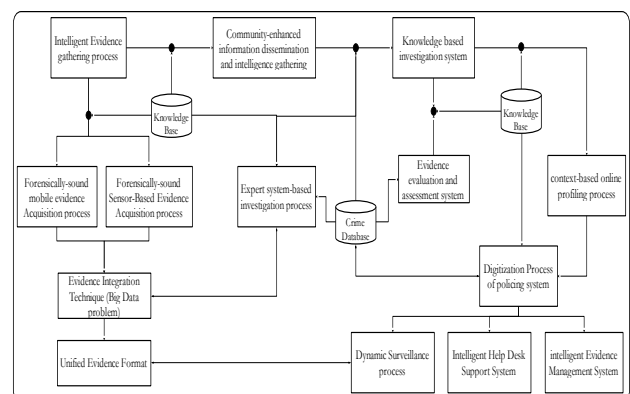 Intelligent Evidence
gathering process
Community-enhanced
information dissemination
and intelligence gathering
Knowledge based
investigation system
Knowledge
Base
Knowledge
Base
Forensically-sound
mobile evidence
Acquisition process
Forensically-sound
Sensor-Based Evidence
Acquisition process
Expert system-based
investigation process
Evidence
evaluation and
assessment system
context-based online
profiling process
Crime
Database
Evidence Integration
Technique (Big Data
problem)
Digitization Process
of policing system
Unified Evidence Format
Dynamic Surveillance
process
Intelligent Help Desk
Support System
intelligent Evidence
Management System